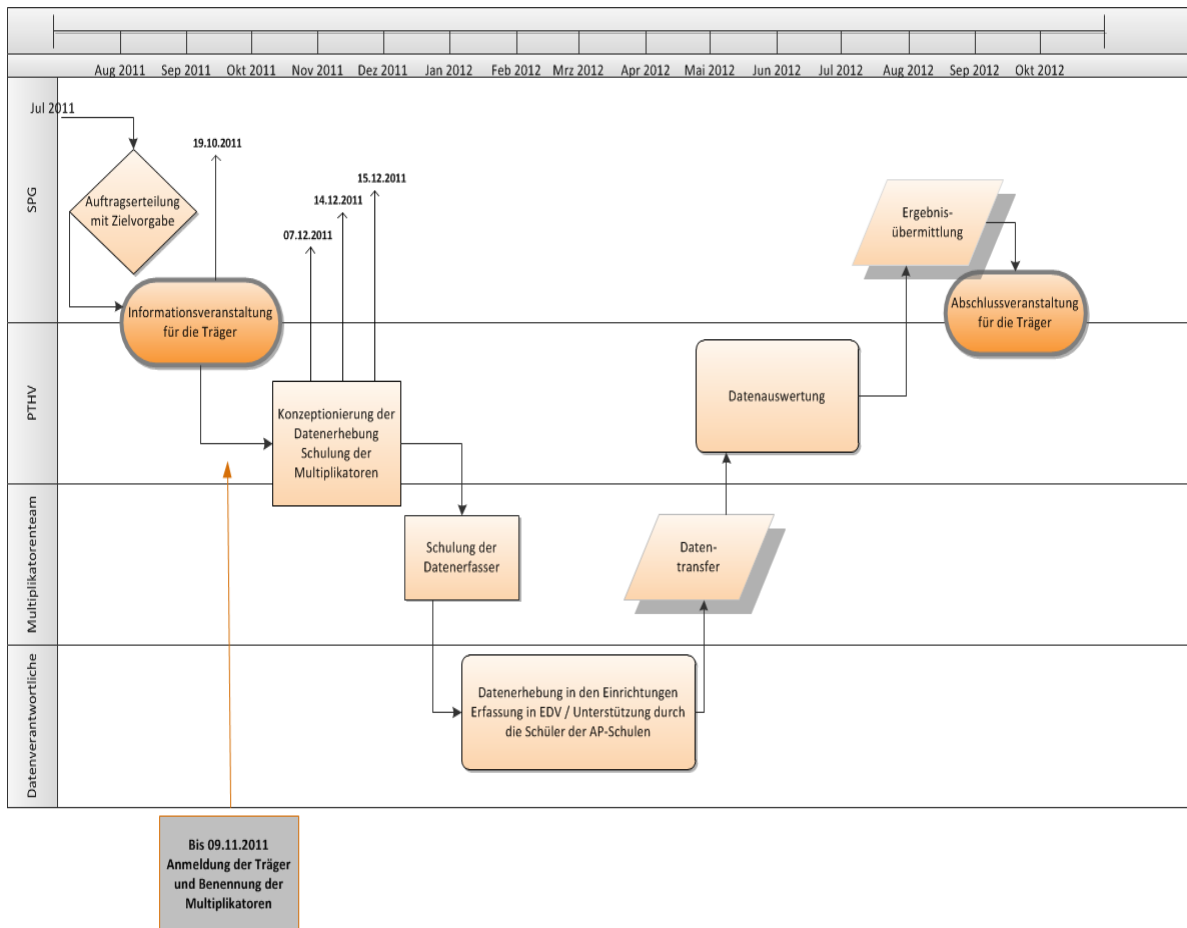 Aug 2011 Sep 2011 Okt 2011 Nov 2011 Dez 2011 Jan 2012 Feb 2012 Mrz 2012 Apr 2012 Mai 2012 Jun 2012 Jul 2012 Aug 2012 Sep 2012 Okt 2012
SPG
Jul 2011
Auftragserteilung
mit Zielvorgabe
19.10.2011
Informationsveranstaltung
für die Träger
07.12.2011
14.12.2011
15.12.2011
Ergebnis-
übermittlung
Abschlussveranstaltung
für die Träger
PTHV
Konzeptionierung der
Datenerhebung
Schulung der
Multiplikatoren
Datenauswertung
Multiplikatorenteam
Schulung der
Datenerfasser
Daten-
transfer
Datenverantwortliche
Datenerhebung in den Einrichtungen
Erfassung in EDV / Unterstützung durch
die Schüler der AP-Schulen
Bis 09.11.2011
Anmeldung der Träger
und Benennung der
Multiplikatoren